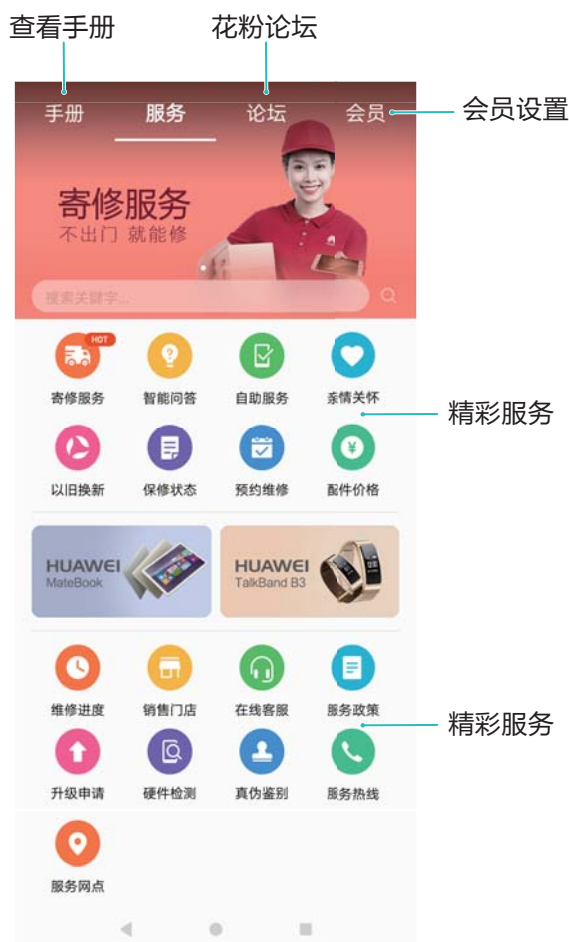 查看手册 花粉论坛
手册 服务 论坛 会员
会员设置
寄修服务
不出门 就能修
搜索关键字...
HOT
寄修服务 智能问答 自助服务 亲情关怀
精彩服务
以旧换新 保修状态 预约维修 配件价格
HUAWEI
MateBook
HUAWEI
TalkBand B3
维修进度 销售门店 在线客服 服务政策
精彩服务
升级申请 硬件检测 真伪鉴别 服务热线
服务网点